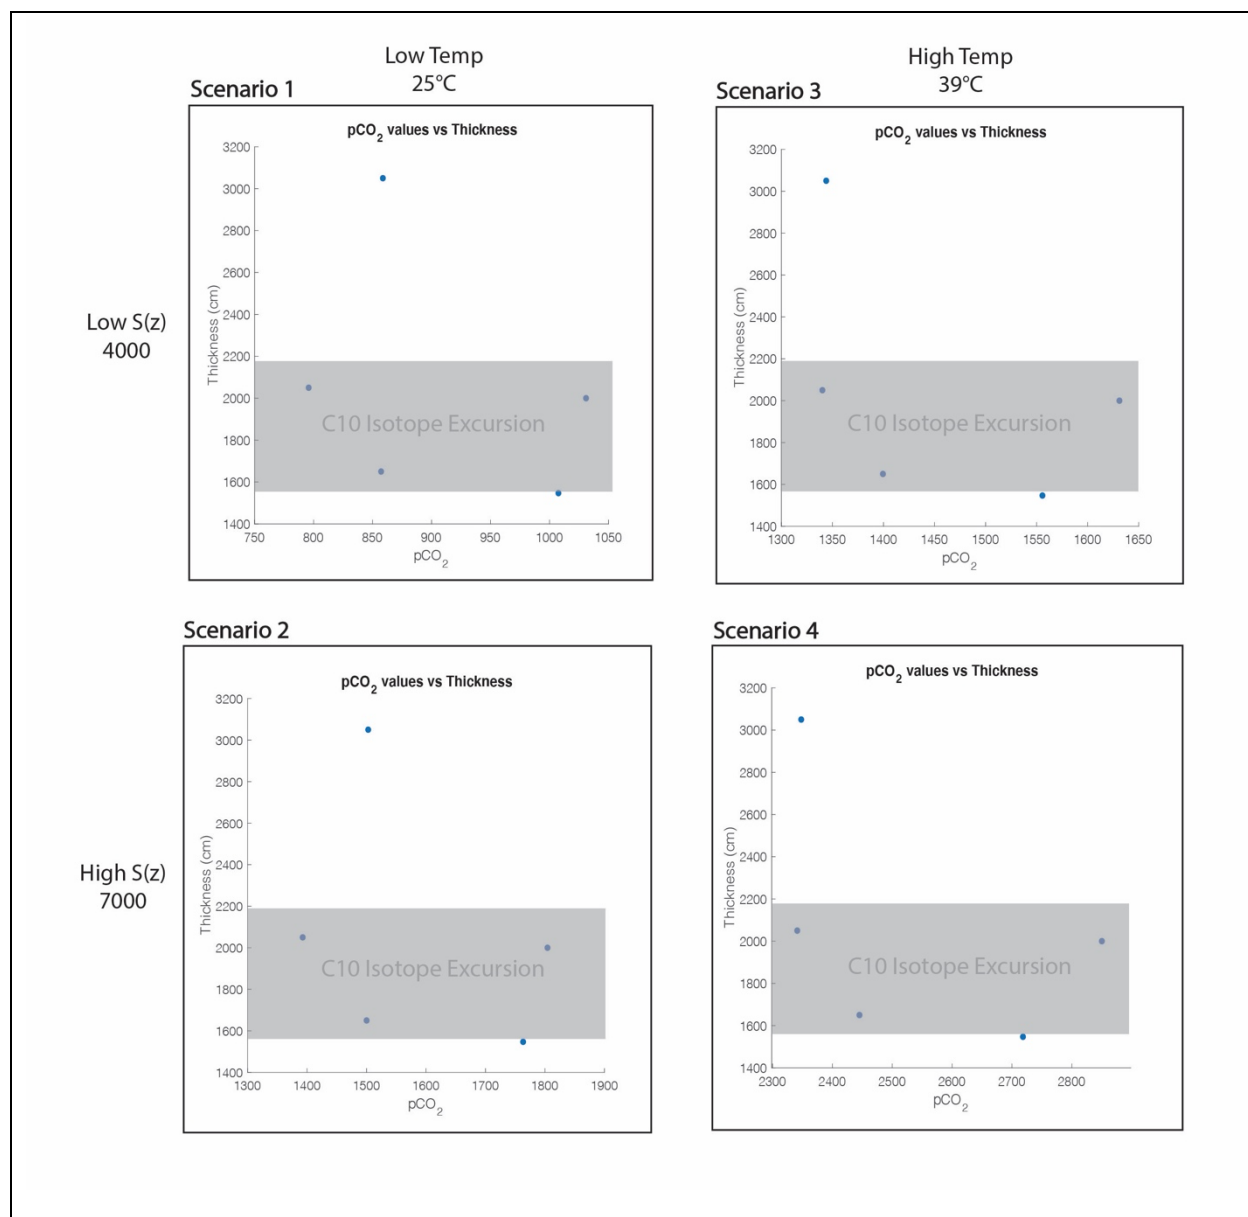 Low Temp
25°C
High Temp
39°C
Scenario 1
pCO2 values vs Thickness
3200
3000
2800
2600
2400
2200
2000
1800
1600
1400
Thickness (cm)
C10 Isotope Excursion
750 800 850 900 950 1000 1050
pCO2
Scenario 3
pCO2 values vs Thickness
3200
3000
2800
2600
2400
2200
2000
1800
1600
1400
Thickness (cm)
C10 Isotope Excursion
1300 1350 1400 1450 1500 1550 1600 1650
pCO2
Low S(z)
4000
Scenario 2
pCO2 values vs Thickness
3200
3000
2800
2600
2400
2200
2000
1800
1600
1400
Thickness (cm)
C10 Isotope Excursion
1300 1400 1500 1600 1700 1800 1900
pCO2
Scenario 4
pCO2 values vs Thickness
3200
3000
2800
2600
2400
2200
2000
1800
1600
1400
Thickness (cm)
C10 Isotope Excursion
2300 2400 2500 2600 2700 2800
pCO2
High S(z)
7000